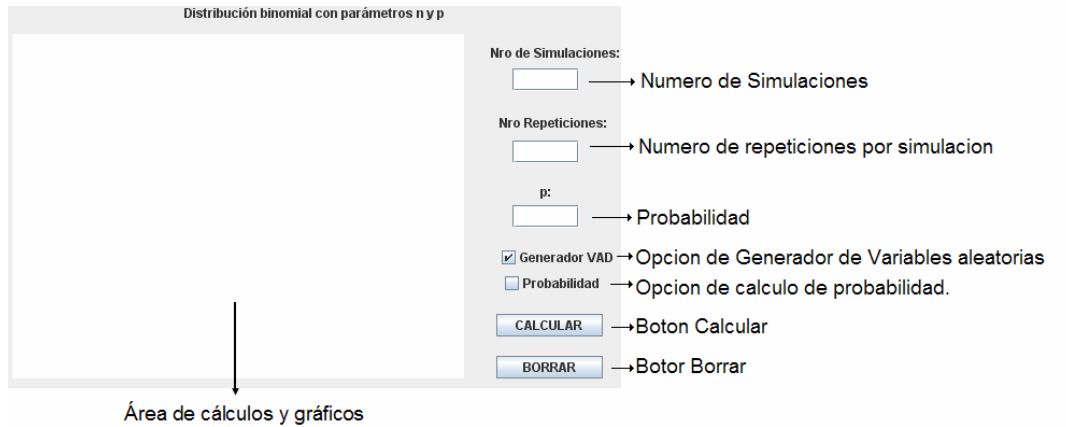 Distribución binomial con parámetros n y p
Nro de Simulaciones:
Numero de Simulaciones
Nro Repeticiones:
Numero de repeticiones por simulacion
p:
Probabilidad
Generador VAD
Opcion de Generador de Variables aleatorias
Probabilidad
Opcion de calculo de probabilidad.
CALCULAR
Boton Calcular
BORRAR
Botor Borrar
Área de cálculos y gráficos